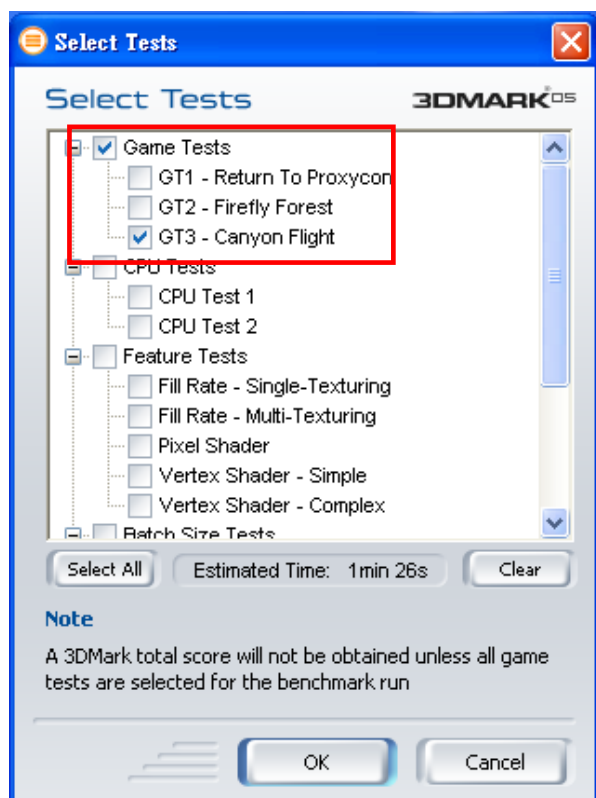 Select Tests
Select Tests
3DMARK05
Game Tests
GT1 - Return To Proxycon
GT2 - Firefly Forest
GT3 - Canyon Flight
CPU Tests
CPU Test 1
CPU Test 2
Feature Tests
Fill Rate - Single-Texturing
Fill Rate - Multi-Texturing
Pixel Shader
Vertex Shader - Simple
Vertex Shader - Complex
Batch Size Tests
Select All
Estimated Time: 1min 26s
Clear
Note
A 3DMark total score will not be obtained unless all game
tests are selected for the benchmark run
OK
Cancel